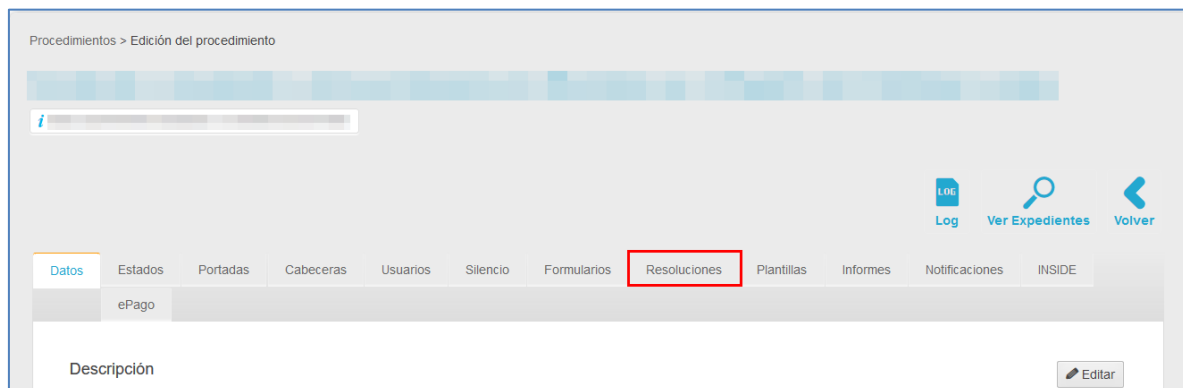 Procedimientos > Edición del procedimiento
i
LOG
Log Ver Expedientes Volver
Datos Estados Portadas Cabeceras Usuarios Silencio Formularios Resoluciones Plantillas Informes Notificaciones INSIDE
ePago
Descripción Editar